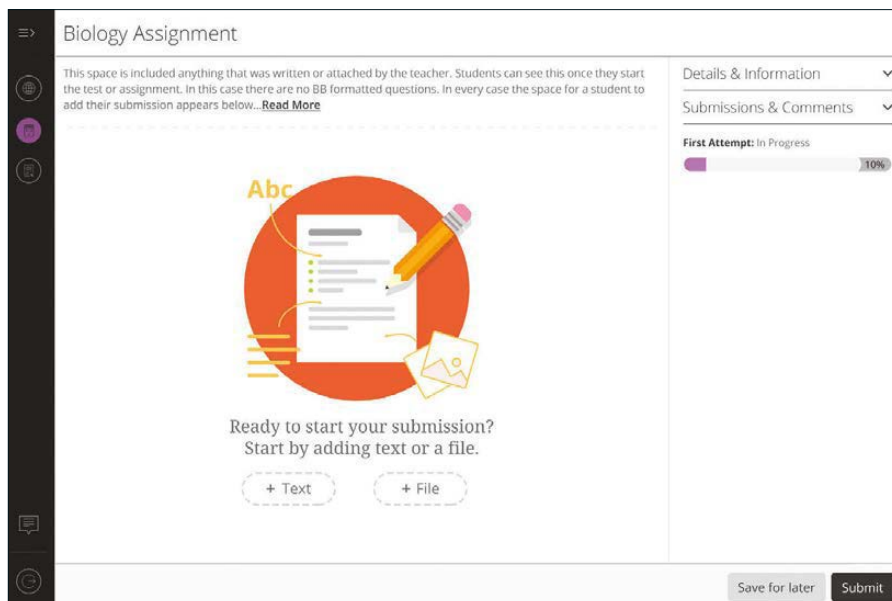 Biology Assignment
This space is included anything that was written or attached by the teacher. Students can see this once they start
the test or assignment. In this case there are no BB formatted questions. In every case the space for a student to
add their submission appears below...Read More
Details & Information
Submissions & Comments
First Attempt: In Progress
10%
Abc
Ready to start your submission?
Start by adding text or a file.
+ Text
+ File
Save for later
Submit